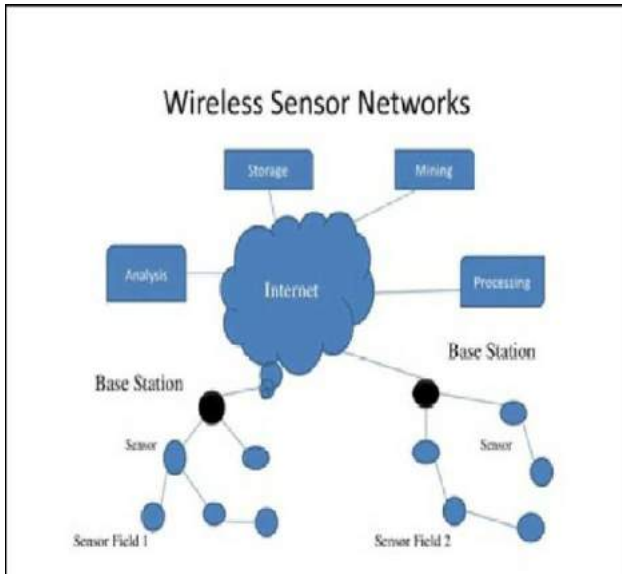 Wireless Sensor Networks
Storage
Mining
Analysis
Internet
Processing
Base Station
Base Station
Sensor
Sensor
Sensor Field 1
Sensor Field 2